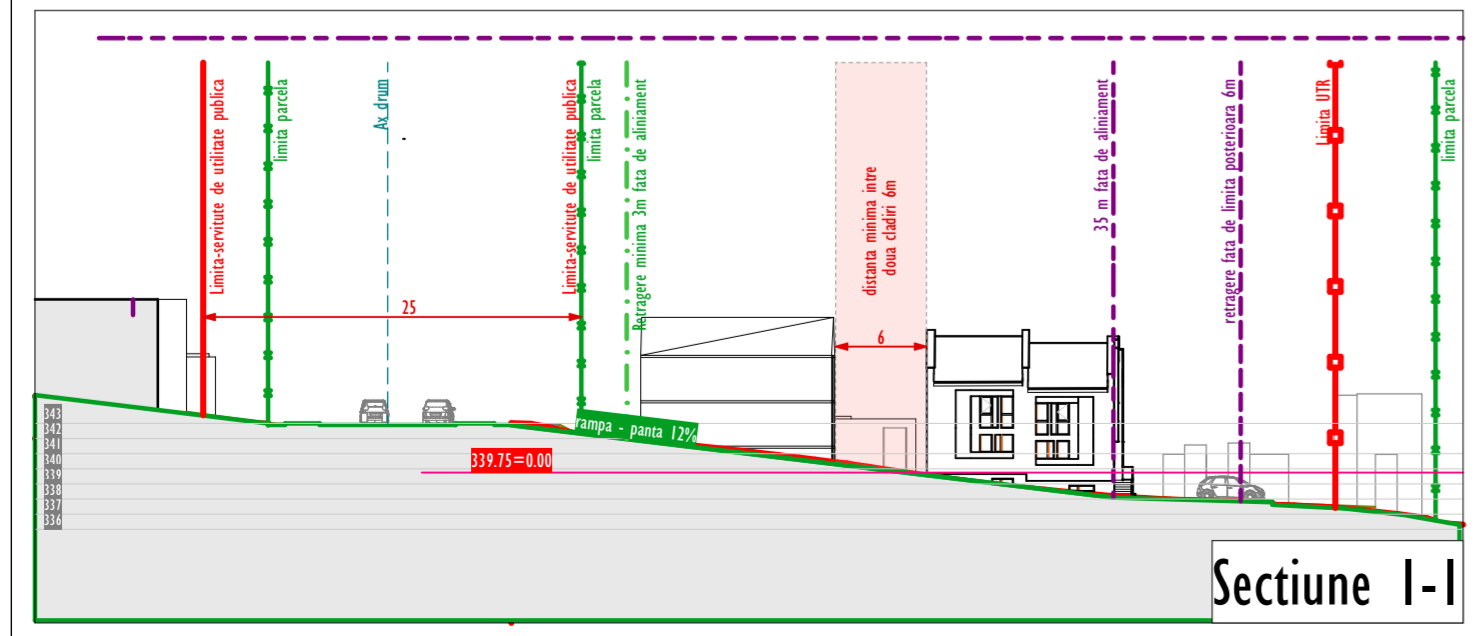 Limita-servitute de utilitate publica
limita parcela
Ax drum
Limita-servitute de utilitate publica
limita parcela
Retragere minima 3m fata de aliniament
distanta minima intre
doua cladiri 6m
35 m fata de aliniament
retragere fata de limita posterioara 6m
Limita UTR
limita parcela
25
6
343
342
341
340
339
338
337
336
rampa - panta 12%
339.75=0.00
Sectiune 1-1